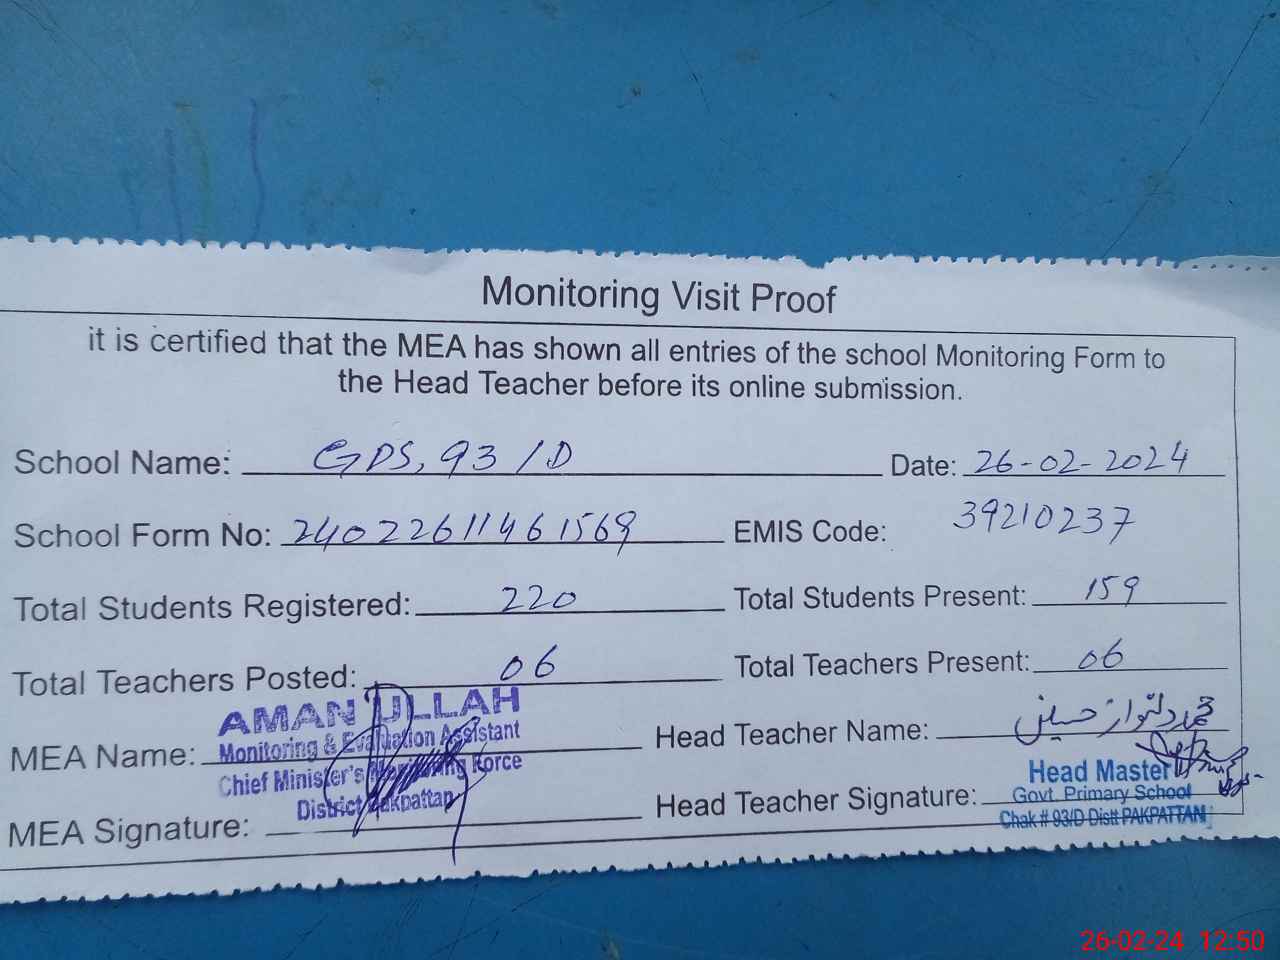 Monitoring Visit Proof
it is certified that the MEA has shown all entries of the school Monitoring Form to
the Head Teacher before its online submission.
School Name: GPS, 93/D Date: 26-02-2024
School Form No: 24022611461569 EMIS Code: 39210237
Total Students Registered: 220 Total Students Present: 159
Total Teachers Posted: 06 Total Teachers Present: 06
AMAN ULLAH
Monitoring & Evaluation Assistant
MEA Name: Head Teacher Name: محمد دلنواز حسین
Chief Minister's Monitoring Force
District Pakpattan
MEA Signature: Head Teacher Signature:
Head Master
Govt. Primary School
Chak # 93/D Distt PAKPATTAN
26-02-24 12:50